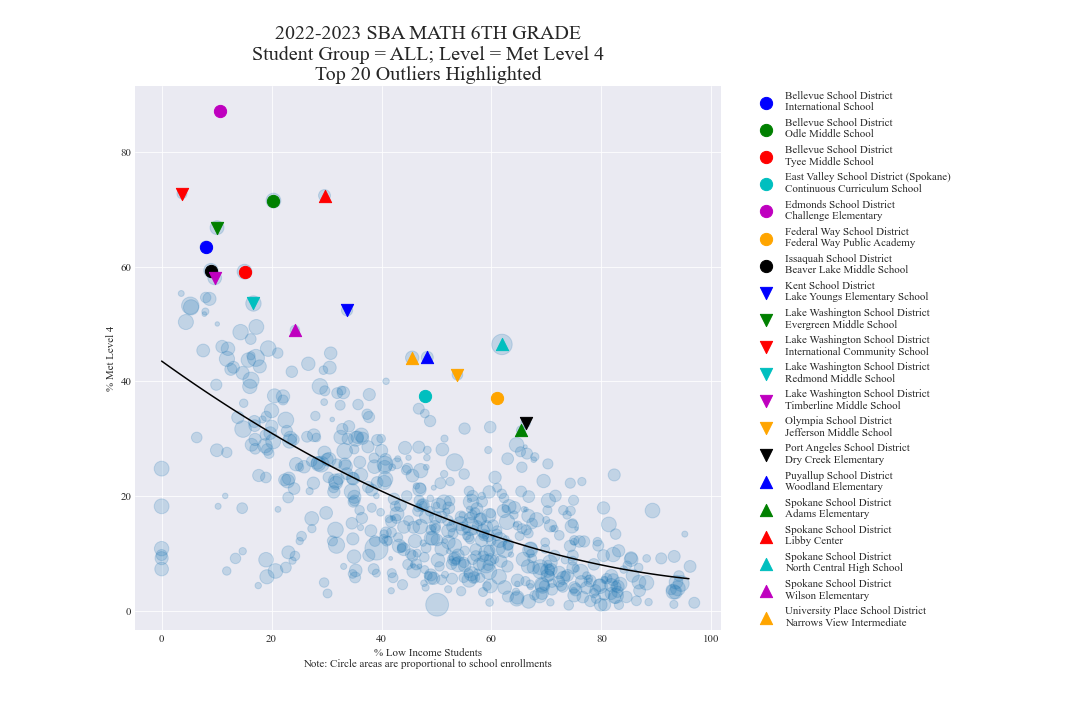 2022-2023 SBA MATH 6TH GRADE
Student Group = ALL; Level = Met Level 4
Top 20 Outliers Highlighted
% Met Level 4
80
60
40
20
0
0
20
40
60
80
100
% Low Income Students
Note: Circle areas are proportional to school enrollments
Bellevue School District
International School
Bellevue School District
Odle Middle School
Bellevue School District
Tyee Middle School
East Valley School District (Spokane)
Continuous Curriculum School
Edmonds School District
Challenge Elementary
Federal Way School District
Federal Way Public Academy
Issaquah School District
Beaver Lake Middle School
Kent School District
Lake Youngs Elementary School
Lake Washington School District
Evergreen Middle School
Lake Washington School District
International Community School
Lake Washington School District
Redmond Middle School
Lake Washington School District
Timberline Middle School
Olympia School District
Jefferson Middle School
Port Angeles School District
Dry Creek Elementary
Puyallup School District
Woodland Elementary
Spokane School District
Adams Elementary
Spokane School District
Libby Center
Spokane School District
North Central High School
Spokane School District
Wilson Elementary
University Place School District
Narrows View Intermediate